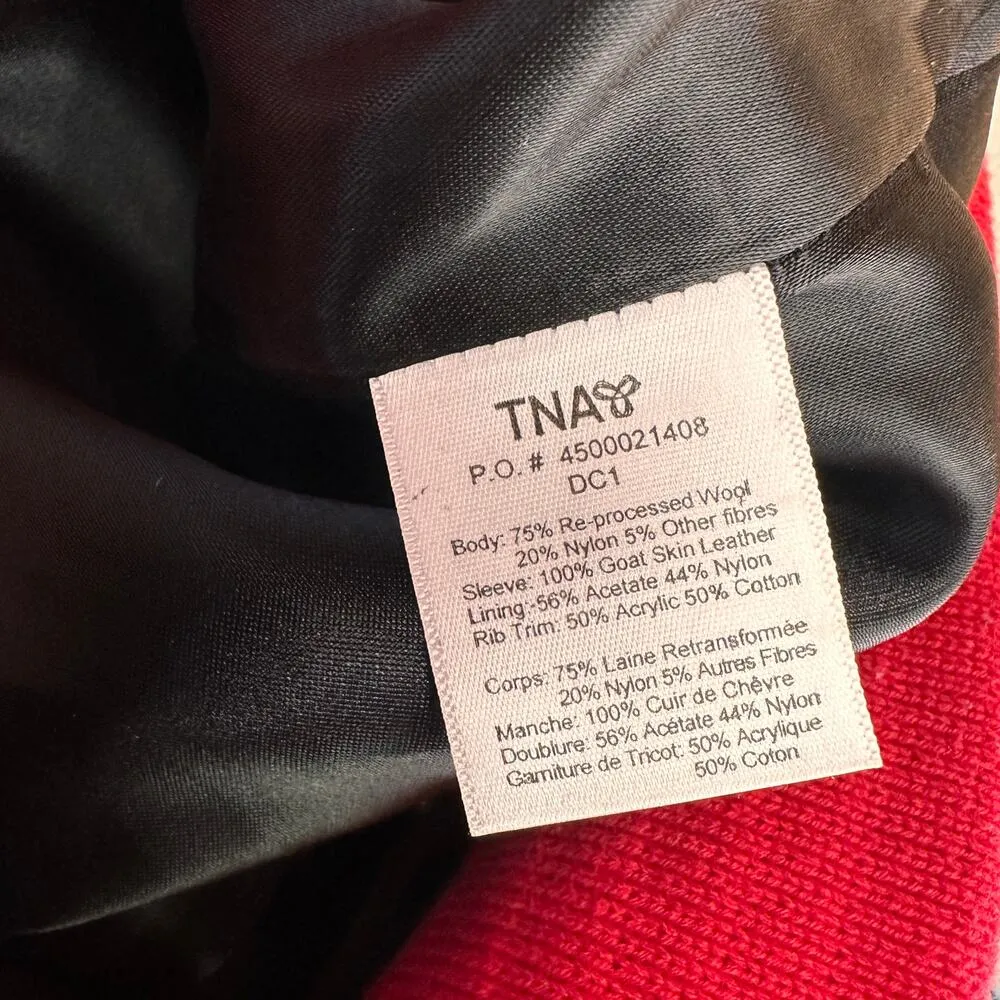 TNA
P.O. # 4500021408
DC1
Body: 75% Re-processed Wool
20% Nylon 5% Other fibres
Sleeve: 100% Goat Skin Leather
Lining: 56% Acetate 44% Nylon
Rib Trim: 50% Acrylic 50% Cotton
Corps: 75% Laine Retransformée
20% Nylon 5% Autres Fibres
Manche: 100% Cuir de Chêvre
Doublure: 56% Acétate 44% Nylon
Garniture de Tricot: 50% Acrylique
50% Coton